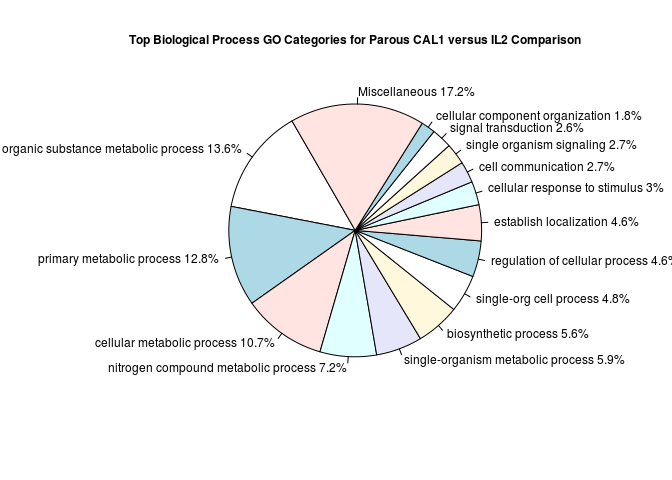 Top Biological Process GO Categories for Parous CAL1 versus IL2 Comparison
Miscellaneous 17.2%
cellular component organization 1.8%
signal transduction 2.6%
single organism signaling 2.7%
cell communication 2.7%
cellular response to stimulus 3%
establish localization 4.6%
regulation of cellular process 4.6%
single-org cell process 4.8%
biosynthetic process 5.6%
single-organism metabolic process 5.9%
nitrogen compound metabolic process 7.2%
cellular metabolic process 10.7%
primary metabolic process 12.8%
organic substance metabolic process 13.6%